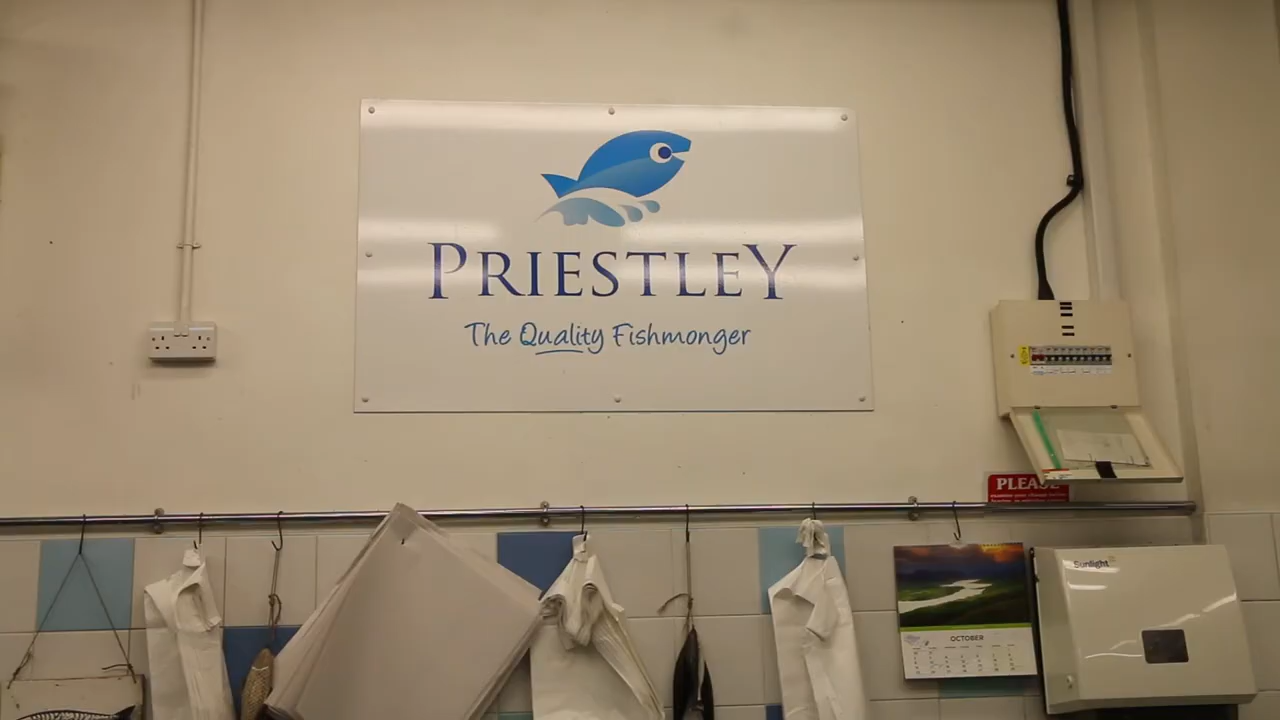 PRIESTLEY
The Quality Fishmonger
PLEASE
Sunlight
OCTOBER